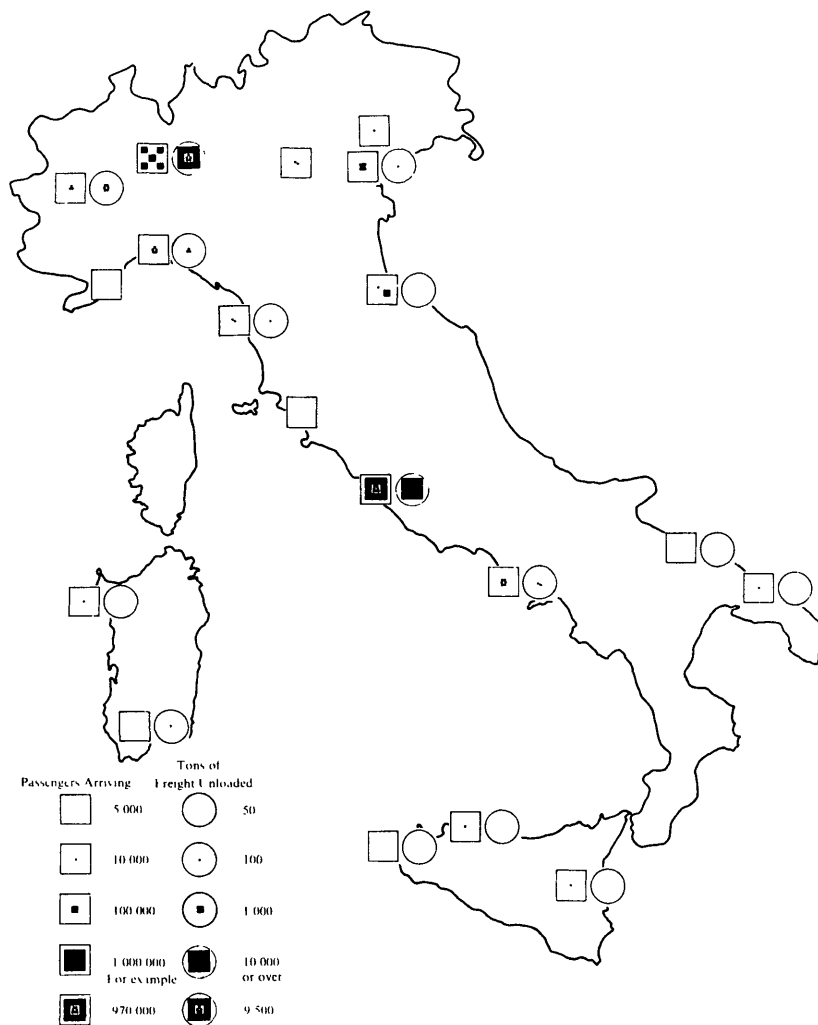 Tons of
Passengers Arriving Freight Unloaded
5 000 50
10 000 100
100 000 1 000
1 000 000 10 000
For example or over
970 000 9 500